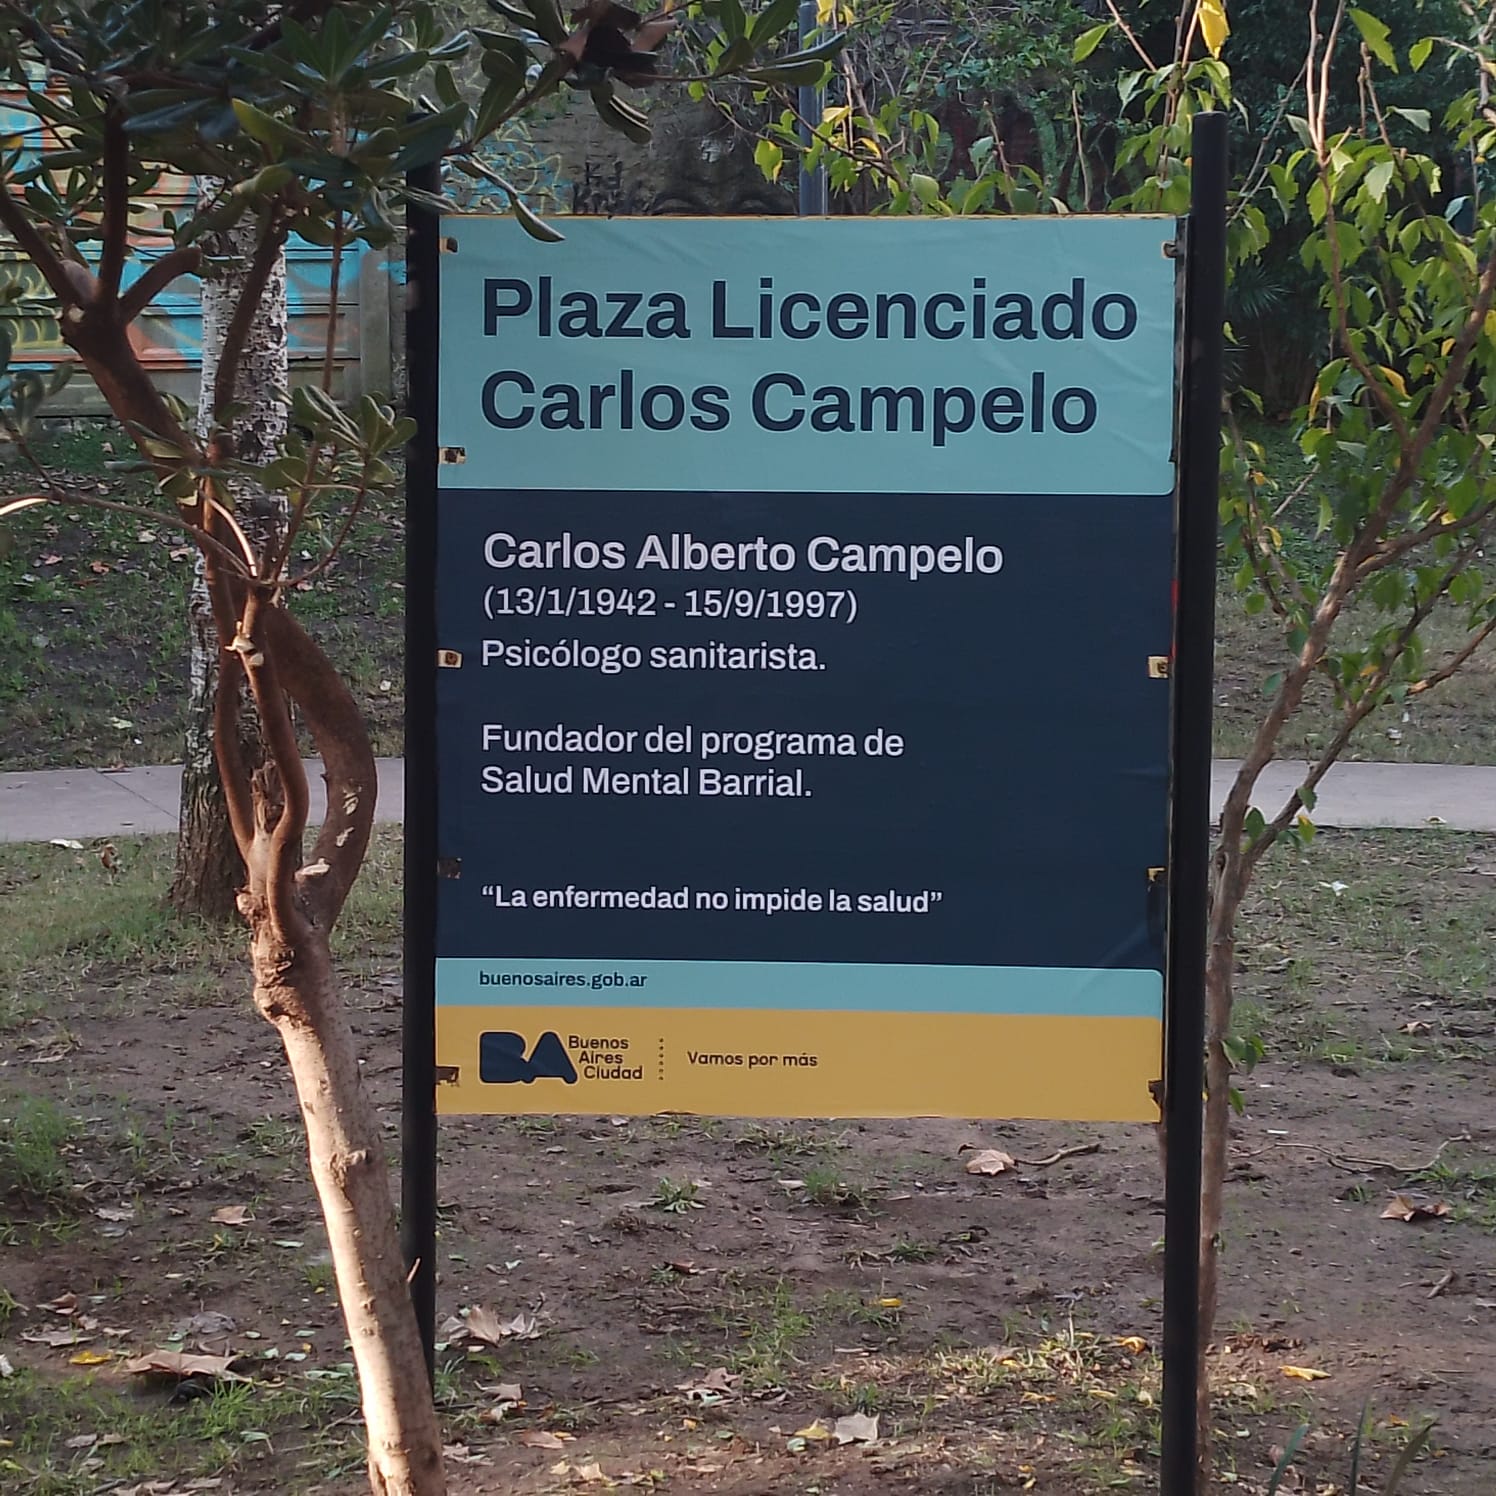 Plaza Licenciado
Carlos Campelo
Carlos Alberto Campelo
(13/1/1942 - 15/9/1997)
Psicólogo sanitarista.
Fundador del programa de
Salud Mental Barrial.
“La enfermedad no impide la salud”
buenosaires.gob.ar
BA
Buenos
Aires
Ciudad
Vamos por más